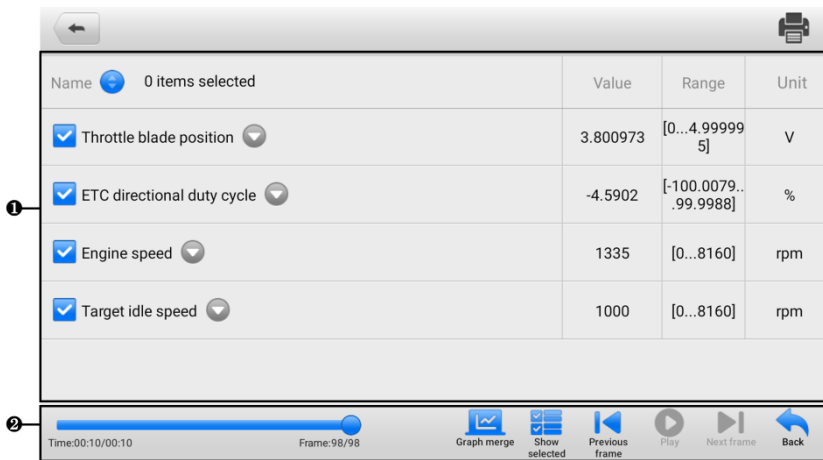 Name 0 items selected Value Range Unit
Throttle blade position 3.800973 [0...4.99999
5] V
ETC directional duty cycle -4.5902 [-100.0079..
.99.9988] %
Engine speed 1335 [0...8160] rpm
Target idle speed 1000 [0...8160] rpm
❶
❷
Time:00:10/00:10 Frame:98/98
Graph merge
Show
selected
Previous
frame
Play
Next frame
Back